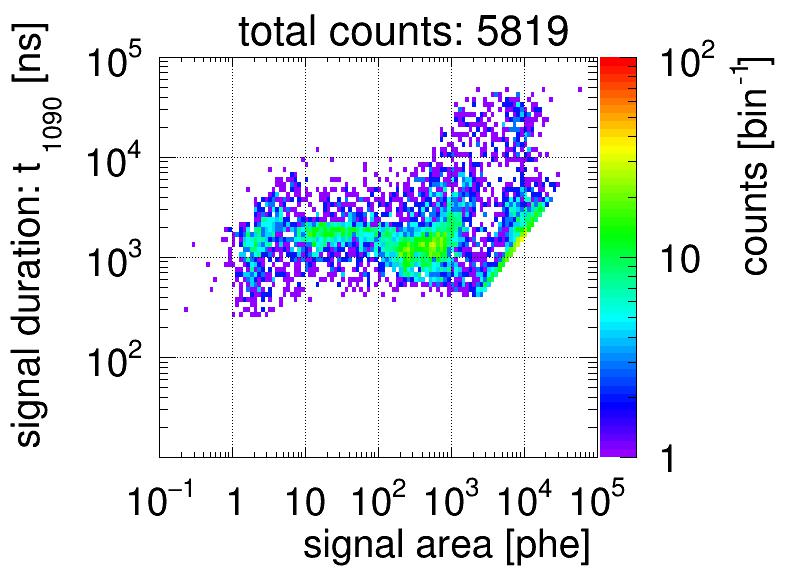 total counts: 5819
signal duration: t 1090 [ns]
10^5
10^4
10^3
10^2
10^−1 1 10 10^2 10^3 10^4 10^5
signal area [phe]
10^2
10
1
counts [bin^-1]